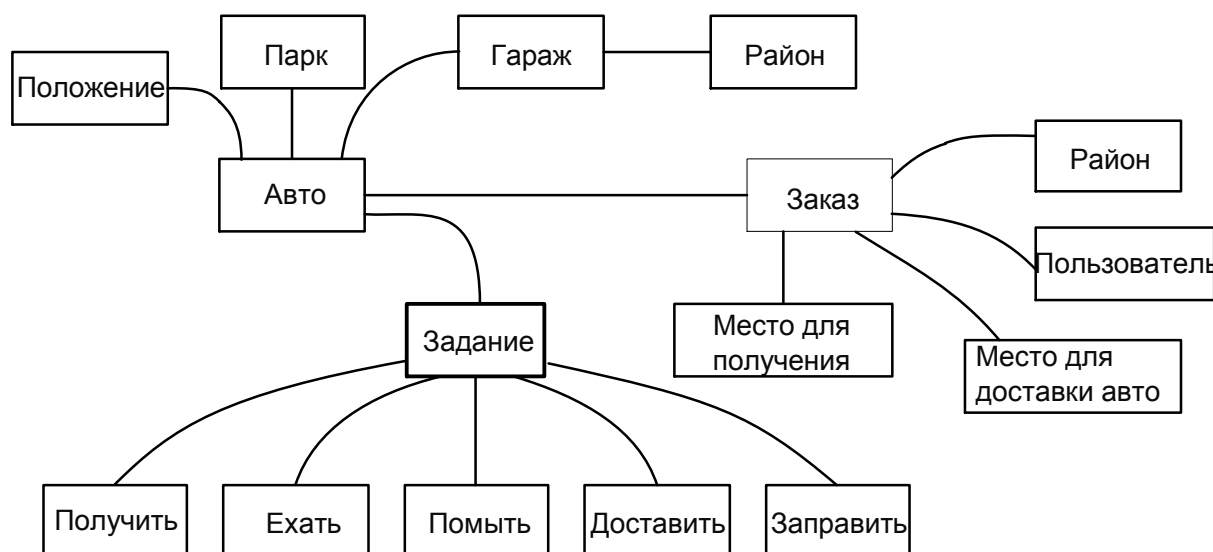 Парк
Гараж
Район
Положение
Район
Авто
Заказ
Пользователь
Место для
получения
Задание
Место для
доставки авто
Получить
Ехать
Помыть
Доставить
Заправить